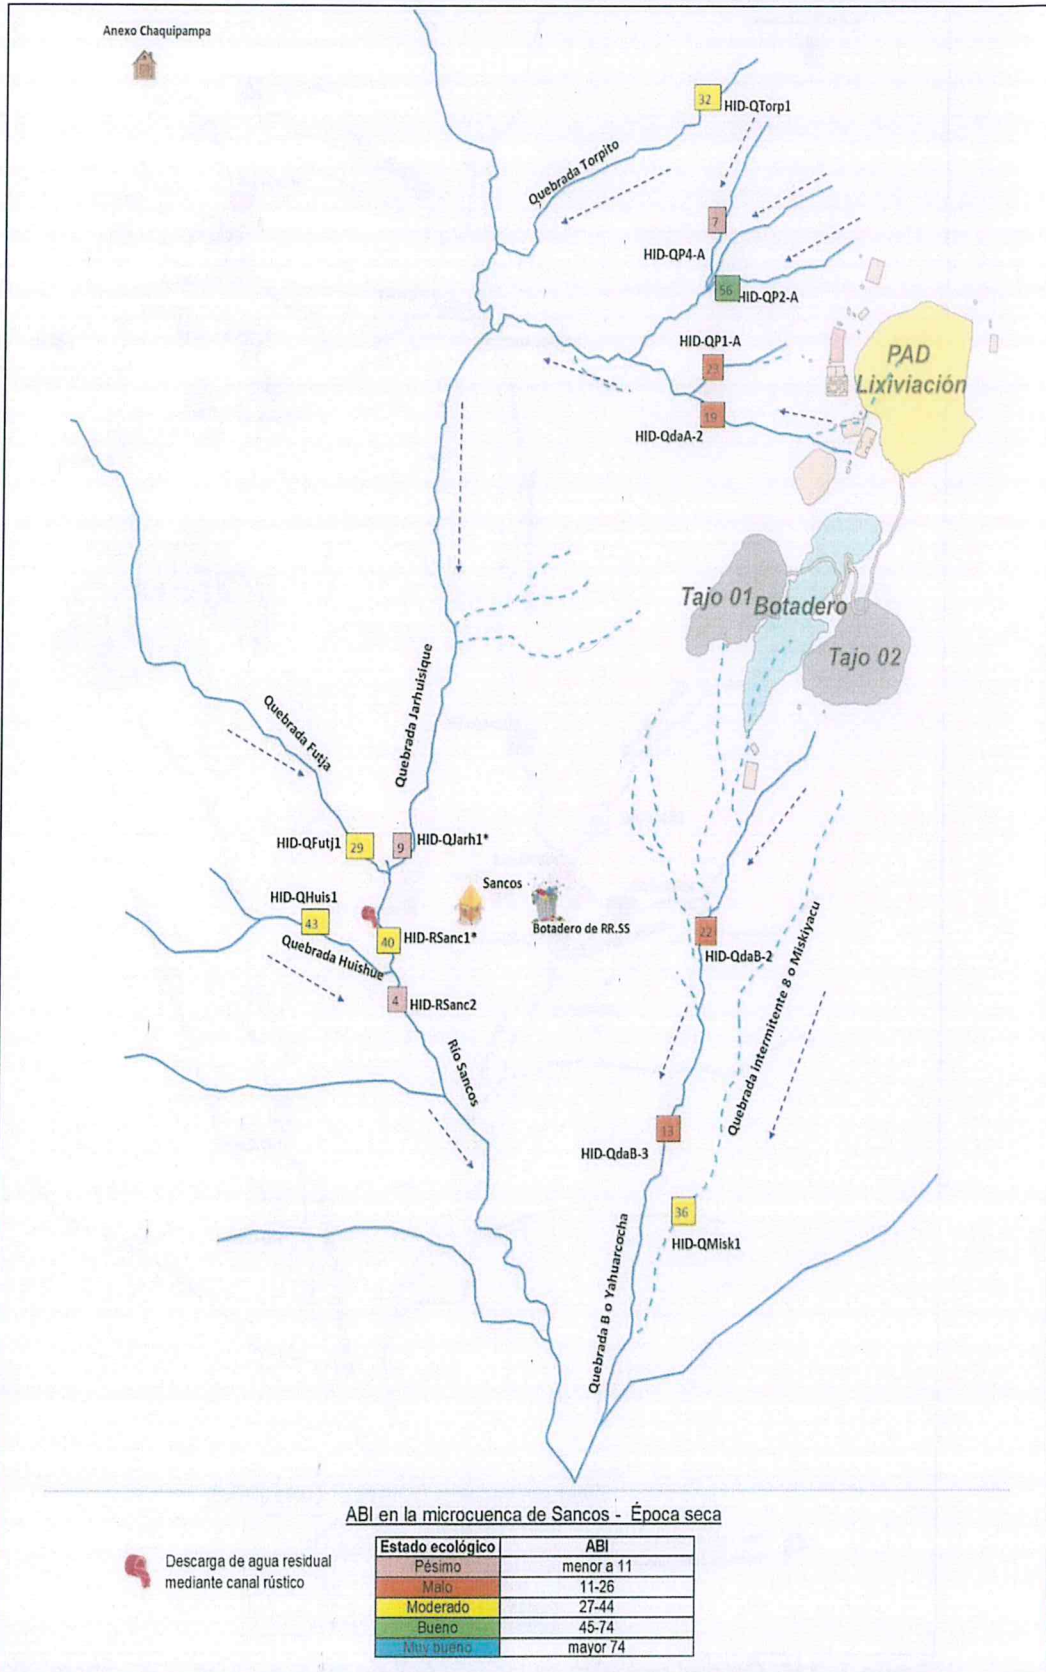 Anexo Chaquipampa
32
HID-QTorp1
Quebrada Torpito
7
HID-QP4-A
56
HID-QP2-A
HID-QP1-A
23
PAD
Lixiviación
19
HID-QdaA-2
Tajo 01
Botadero
Tajo 02
Quebrada Jarhuisique
Quebrada Futja
HID-QFutj1
29
9
HID-QJarh1*
Sancos
HID-QHuis1
43
Botadero de RR.SS
Quebrada Huishue
40
HID-RSanc1*
22
HID-QdaB-2
4
HID-RSanc2
Quebrada intermitente 8 o Miskiyacu
Río Sancos
13
HID-QdaB-3
36
HID-QMisk1
Quebrada B o Yahuarcocha
ABI en la microcuenca de Sancos - Época seca
Descarga de agua residual
mediante canal rústico
Estado ecológico ABI
Pésimo menor a 11
Malo 11-26
Moderado 27-44
Bueno 45-74
Muy bueno mayor 74